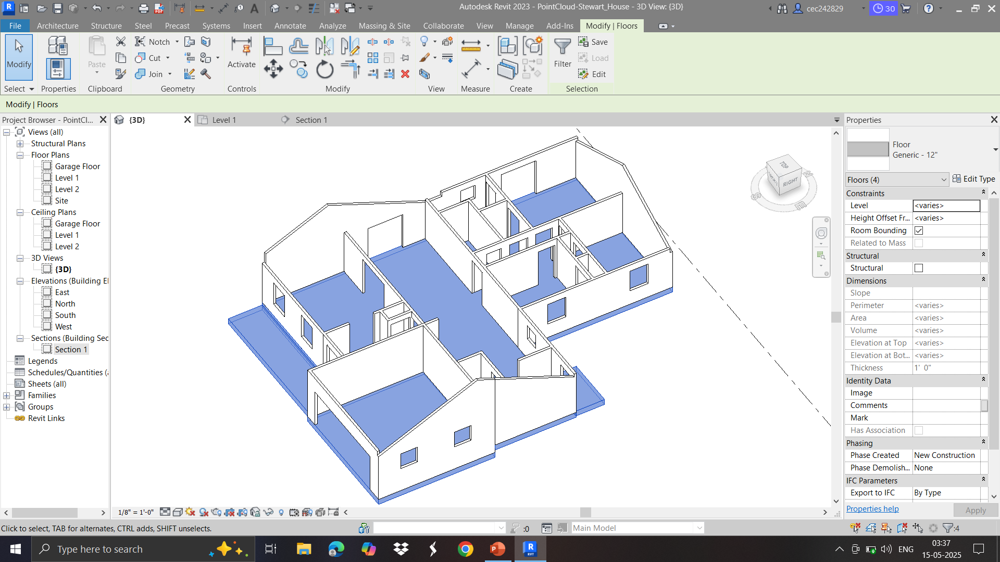 Autodesk Revit 2023 - PointCloud-Stewart_House - 3D View: {3D}
cec242829
30
File Architecture Structure Steel Precast Systems Insert Annotate Analyze Massing & Site Collaborate View Manage Add-Ins Modify | Floors
Modify
Paste
Notch
Cut
Join
Activate
Filter
Save
Load
Edit
Select Properties Clipboard Geometry Controls Modify View Measure Create Selection
Modify | Floors
Project Browser - PointCl...
Views (all)
Structural Plans
Floor Plans
Garage Floor
Level 1
Level 2
Site
Ceiling Plans
Garage Floor
Level 1
Level 2
3D Views
{3D}
Elevations (Building El
East
North
South
West
Sections (Building Sec
Section 1
Legends
Schedules/Quantities (a
Sheets (all)
Families
Groups
Revit Links
{3D} Level 1 Section 1
TOP
RIGHT
1/8" = 1'-0"
Properties
Floor
Generic - 12"
Floors (4) Edit Type
Constraints
Level <varies>
Height Offset Fr... <varies>
Room Bounding
Related to Mass
Structural
Structural
Dimensions
Slope
Perimeter <varies>
Area <varies>
Volume <varies>
Elevation at Top <varies>
Elevation at Bot... <varies>
Thickness 1' 0"
Identity Data
Image
Comments
Mark
Has Association
Phasing
Phase Created New Construction
Phase Demolish... None
IFC Parameters
Export to IFC By Type
Properties help Apply
Click to select, TAB for alternates, CTRL adds, SHIFT unselects.
:0
Main Model
:4
Type here to search
ENG
03:37
15-05-2025